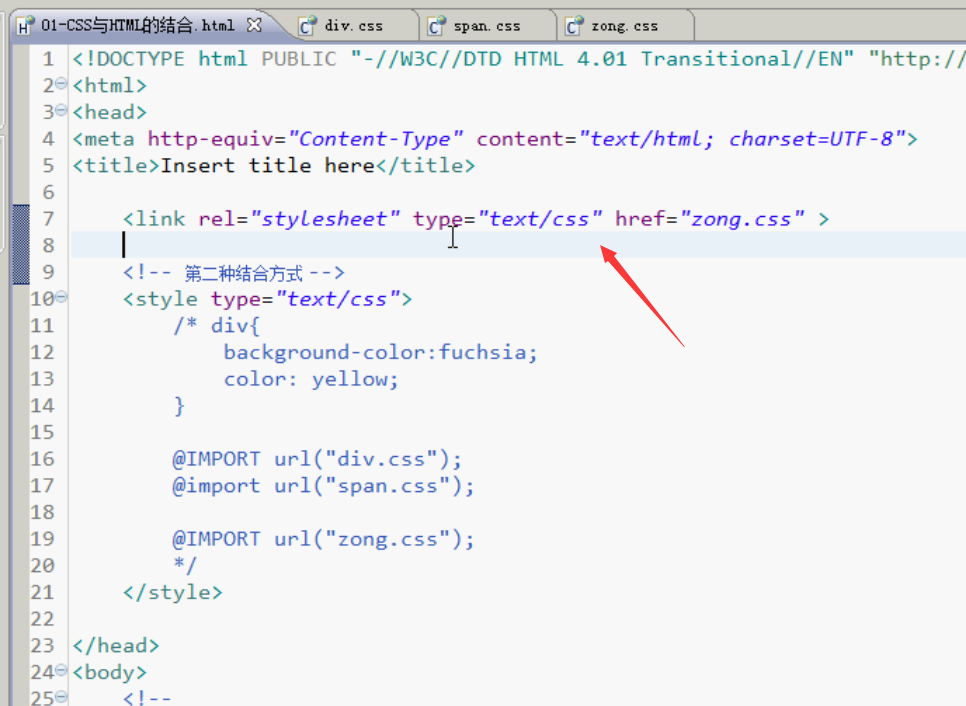 01-CSS与HTML的结合.html div.css span.css zong.css
1 <!DOCTYPE html PUBLIC "-//W3C//DTD HTML 4.01 Transitional//EN" "http://
2 <html>
3 <head>
4 <meta http-equiv="Content-Type" content="text/html; charset=UTF-8">
5 <title>Insert title here</title>
6
7 <link rel="stylesheet" type="text/css" href="zong.css" >
8
9 <!-- 第二种结合方式 -->
10 <style type="text/css">
11 /* div{
12 background-color:fuchsia;
13 color: yellow;
14 }
15
16 @IMPORT url("div.css");
17 @import url("span.css");
18
19 @IMPORT url("zong.css");
20 */
21 </style>
22
23 </head>
24 <body>
25 <!--